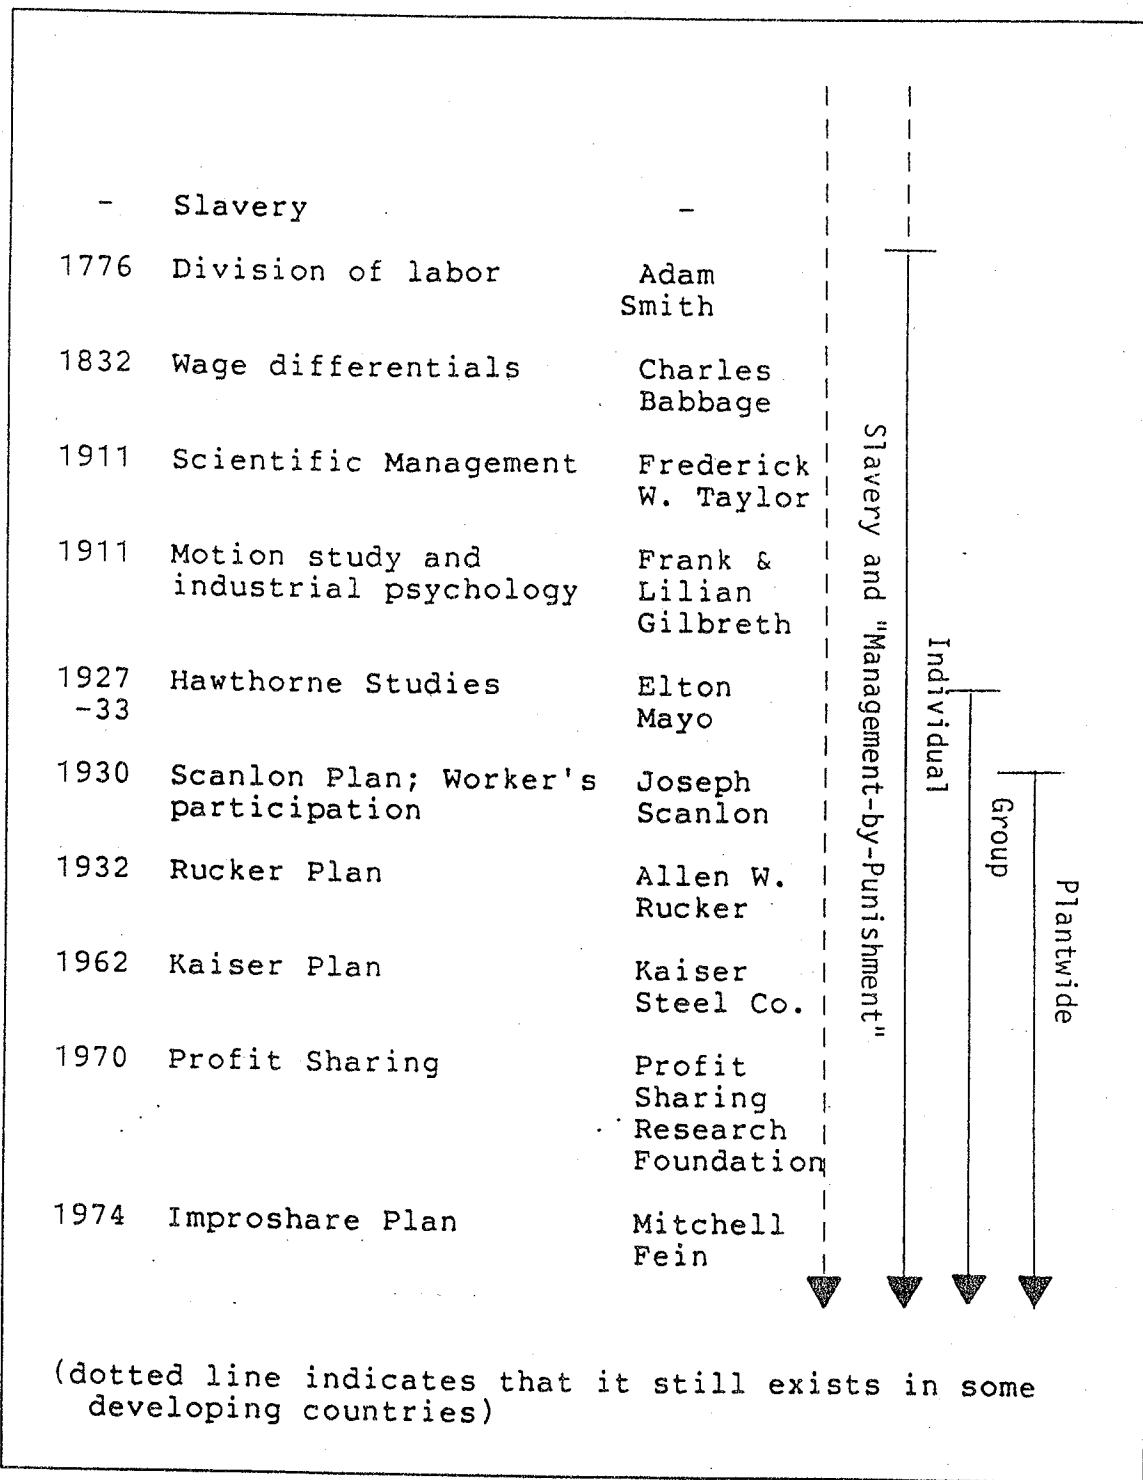 - Slavery -
1776 Division of labor Adam
Smith
1832 Wage differentials Charles
Babbage
1911 Scientific Management Frederick
W. Taylor
1911 Motion study and Frank &
industrial psychology Lilian
Gilbreth
1927 Hawthorne Studies Elton
-33 Mayo
1930 Scanlon Plan; Worker's Joseph
participation Scanlon
1932 Rucker Plan Allen W.
Rucker
1962 Kaiser Plan Kaiser
Steel Co.
1970 Profit Sharing Profit
Sharing
Research
Foundation
1974 Improshare Plan Mitchell
Fein
Slavery and "Management-by-Punishment"
Individual
Group
Plantwide
(dotted line indicates that it still exists in some
developing countries)